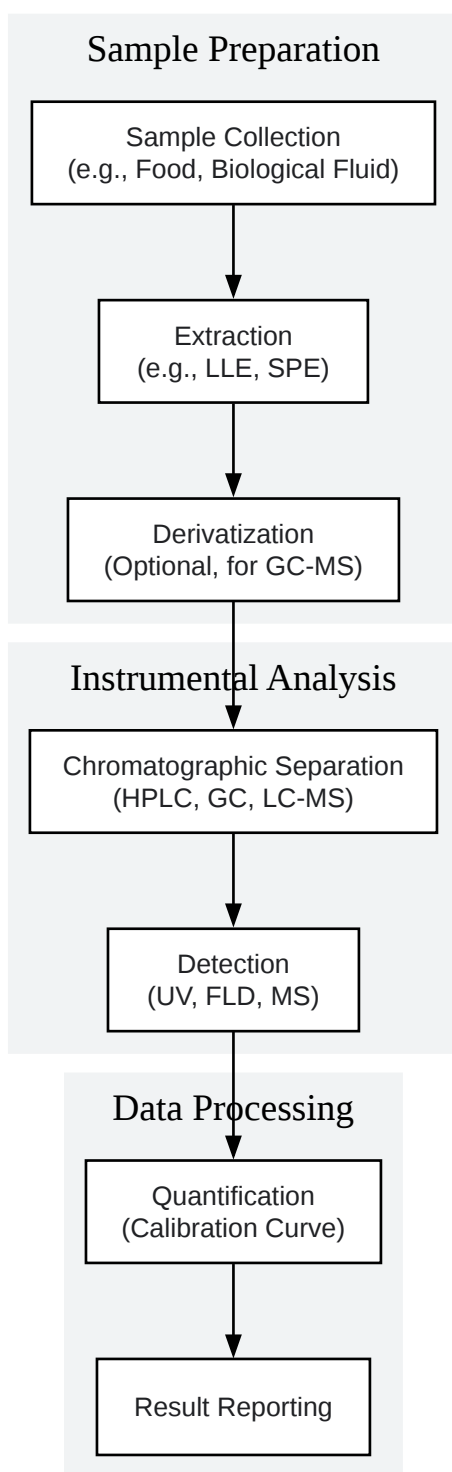 Sample Preparation
Sample Collection
(e.g., Food, Biological Fluid)
Extraction
(e.g., LLE, SPE)
Derivatization
(Optional, for GC-MS)
Instrumental Analysis
Chromatographic Separation
(HPLC, GC, LC-MS)
Detection
(UV, FLD, MS)
Data Processing
Quantification
(Calibration Curve)
Result Reporting